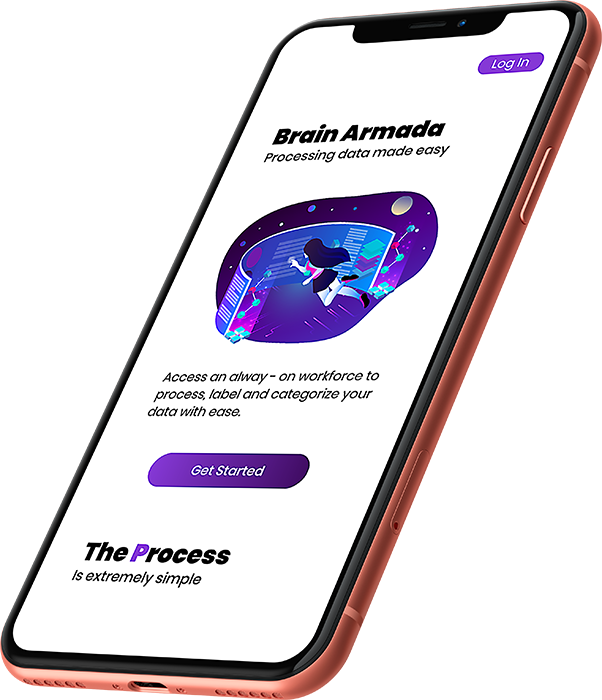 Log In
Brain Armada
Processing data made easy
Access an alway - on workforce to
process, label and categorize your
data with ease.
Get Started
The Process
Is extremely simple